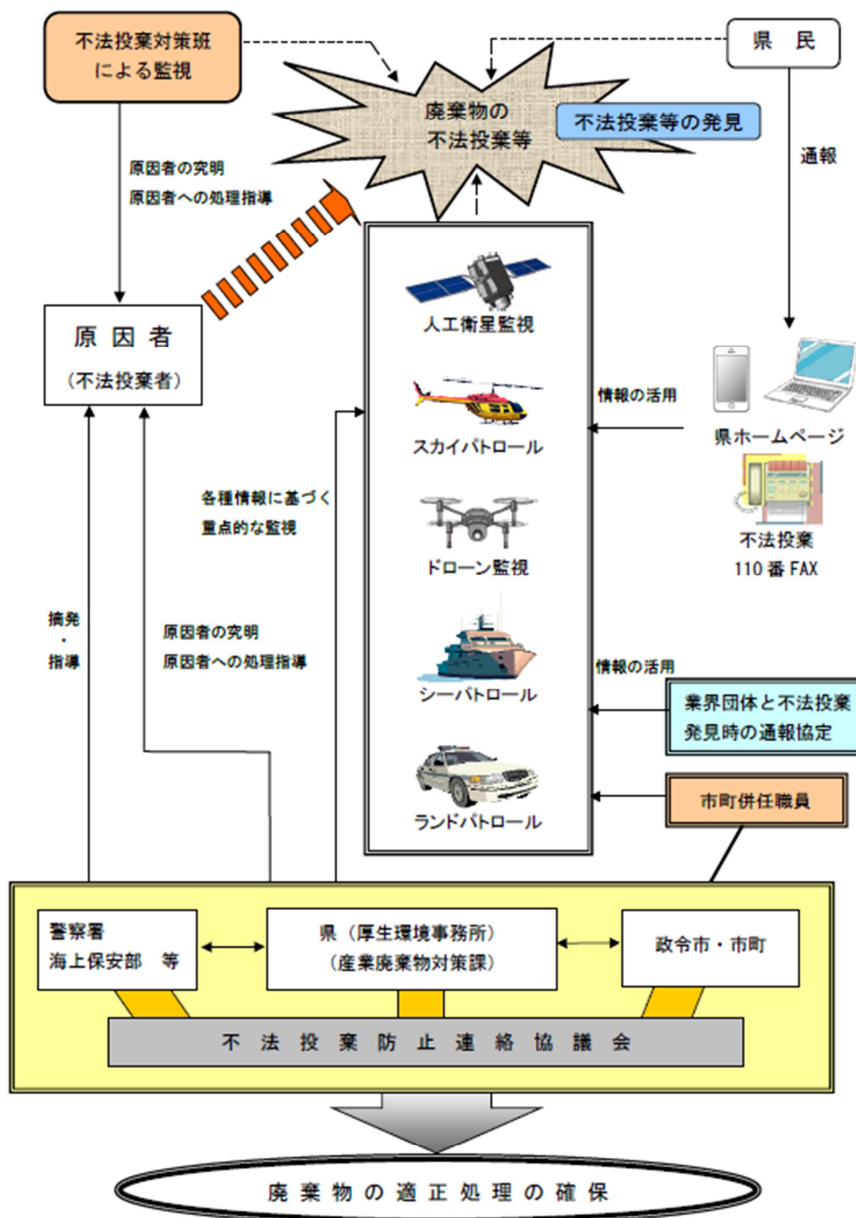 不法投棄対策班
による監視
県 民
廃棄物の
不法投棄等
不法投棄等の発見
通報
原因者の究明
原因者への処理指導
原因者
(不法投棄者)
人工衛星監視
スカイパトロール
ドローン監視
シーパトロール
ランドパトロール
情報の活用
県ホームページ
不法投棄
110番FAX
各種情報に基づく
重点的な監視
摘発
・
指導
原因者の究明
原因者への処理指導
情報の活用
業界団体と不法投棄
発見時の通報協定
市町併任職員
警察署
海上保安部 等
県(厚生環境事務所)
(産業廃棄物対策課)
政令市・市町
不法投棄防止連絡協議会
廃棄物の適正処理の確保